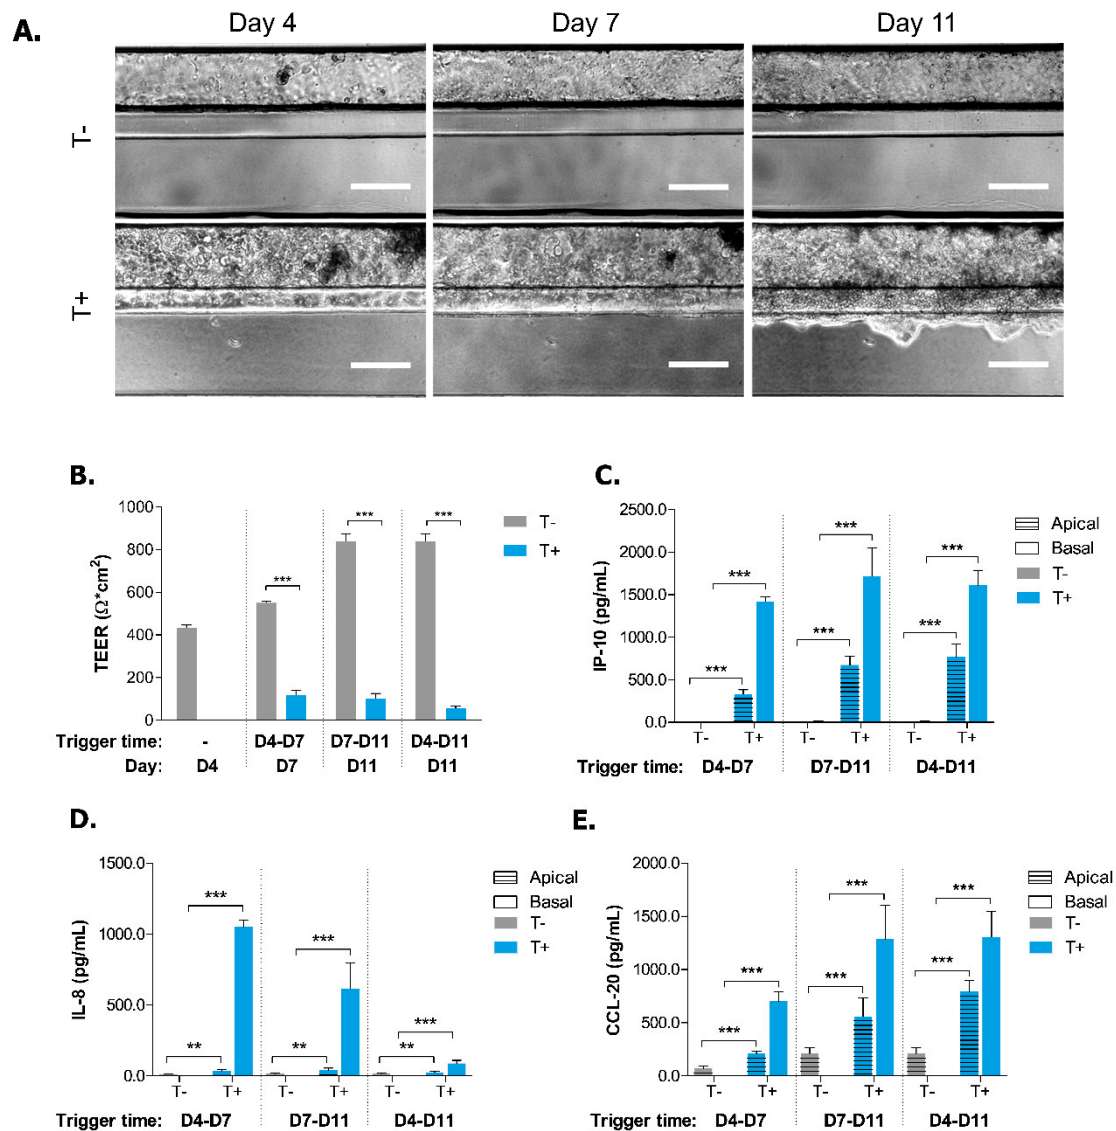 A.
Day 4
Day 7
Day 11
T-
T+
B.
1000
800
600
400
200
0
TEER (Ω*cm2)
***
***
***
T-
T+
Trigger time:
-
D4-D7
D7-D11
D4-D11
Day:
D4
D7
D11
D11
C.
2500.0
2000.0
1500.0
1000.0
500.0
0.0
IP-10 (pg/mL)
***
***
***
***
***
***
Apical
Basal
T-
T+
T-
T+
T-
T+
T-
T+
Trigger time:
D4-D7
D7-D11
D4-D11
D.
1500.0
1000.0
500.0
0.0
IL-8 (pg/mL)
***
***
***
**
**
**
Apical
Basal
T-
T+
T-
T+
T-
T+
T-
T+
Trigger time:
D4-D7
D7-D11
D4-D11
E.
2000.0
1500.0
1000.0
500.0
0.0
CCL-20 (pg/mL)
***
***
***
***
***
***
Apical
Basal
T-
T+
T-
T+
T-
T+
T-
T+
Trigger time:
D4-D7
D7-D11
D4-D11